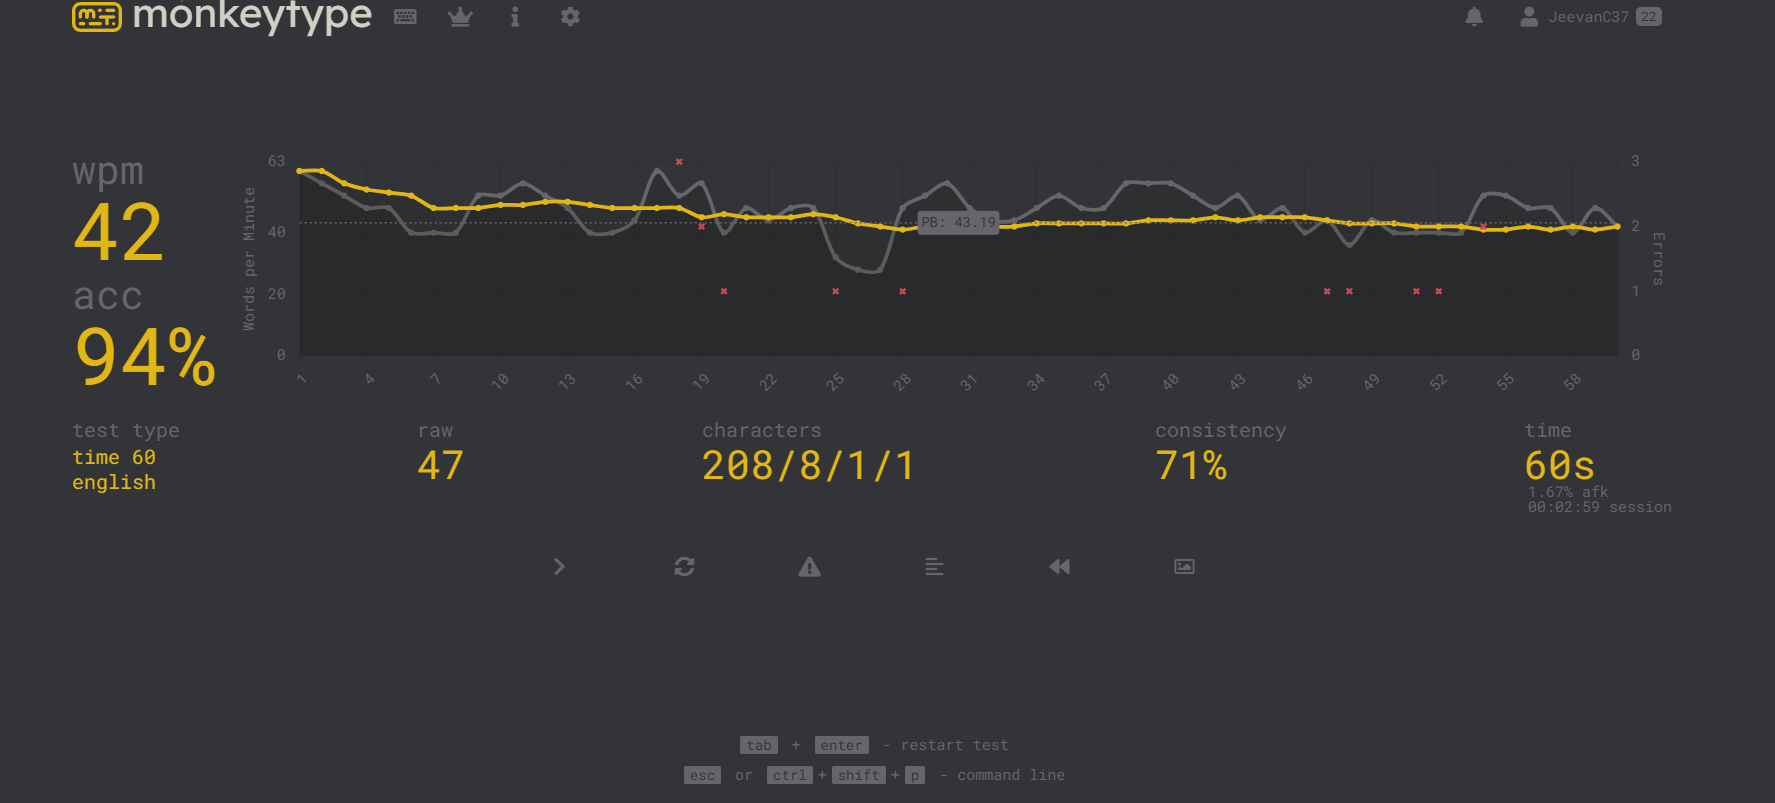 monkeytype
JeevanC37 22
wpm
42
acc
94%
63
40
20
0
Words per Minute
PB: 43.19
3
2
1
0
Errors
1 4 7 10 13 16 19 22 25 28 31 34 37 40 43 46 49 52 55 58
test type
time 60
english
raw
47
characters
208/8/1/1
consistency
71%
time
60s
1.67% afk
00:02:59 session
tab + enter - restart test
esc or ctrl + shift + p - command line